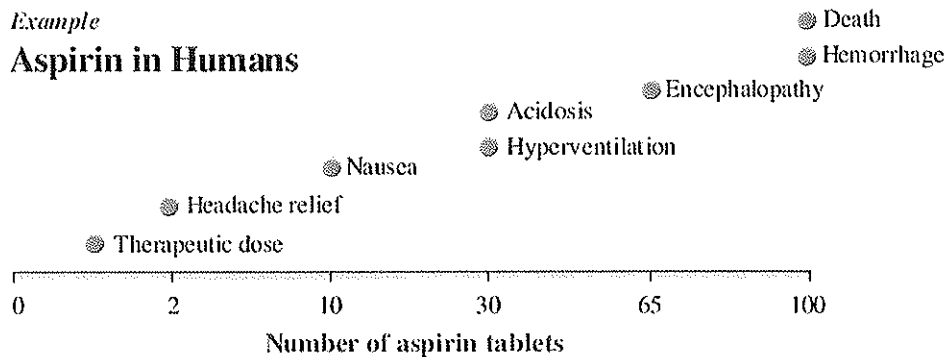 Example
Death
Aspirin in Humans
Hemorrhage
Encephalopathy
Acidosis
Hyperventilation
Nausea
Headache relief
Therapeutic dose
0 2 10 30 65 100
Number of aspirin tablets